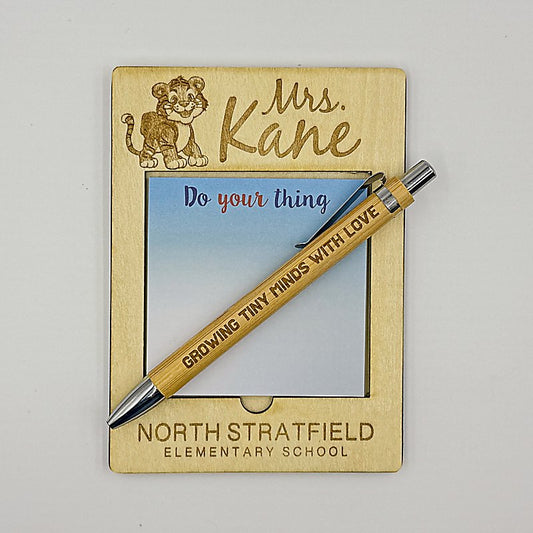 Mrs.
Kane
Do your thing
GROWING TINY MINDS WITH LOVE
NORTH STRATFIELD
ELEMENTARY SCHOOL